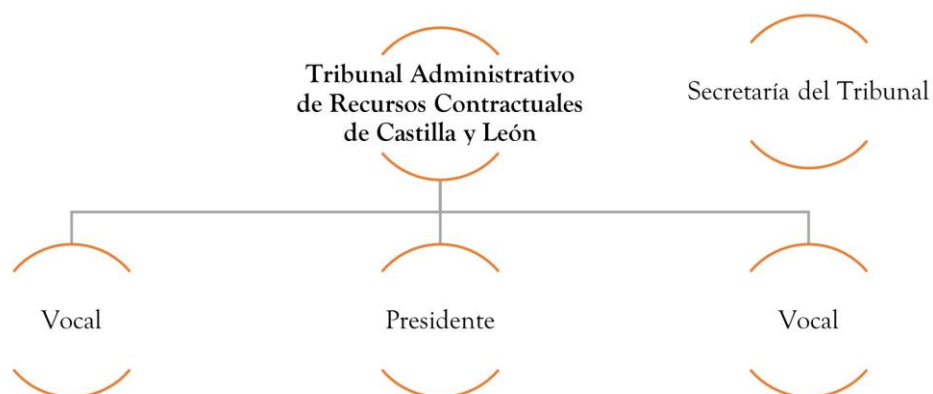 Tribunal Administrativo
de Recursos Contractuales
de Castilla y León
Secretaría del Tribunal
Vocal
Presidente
Vocal